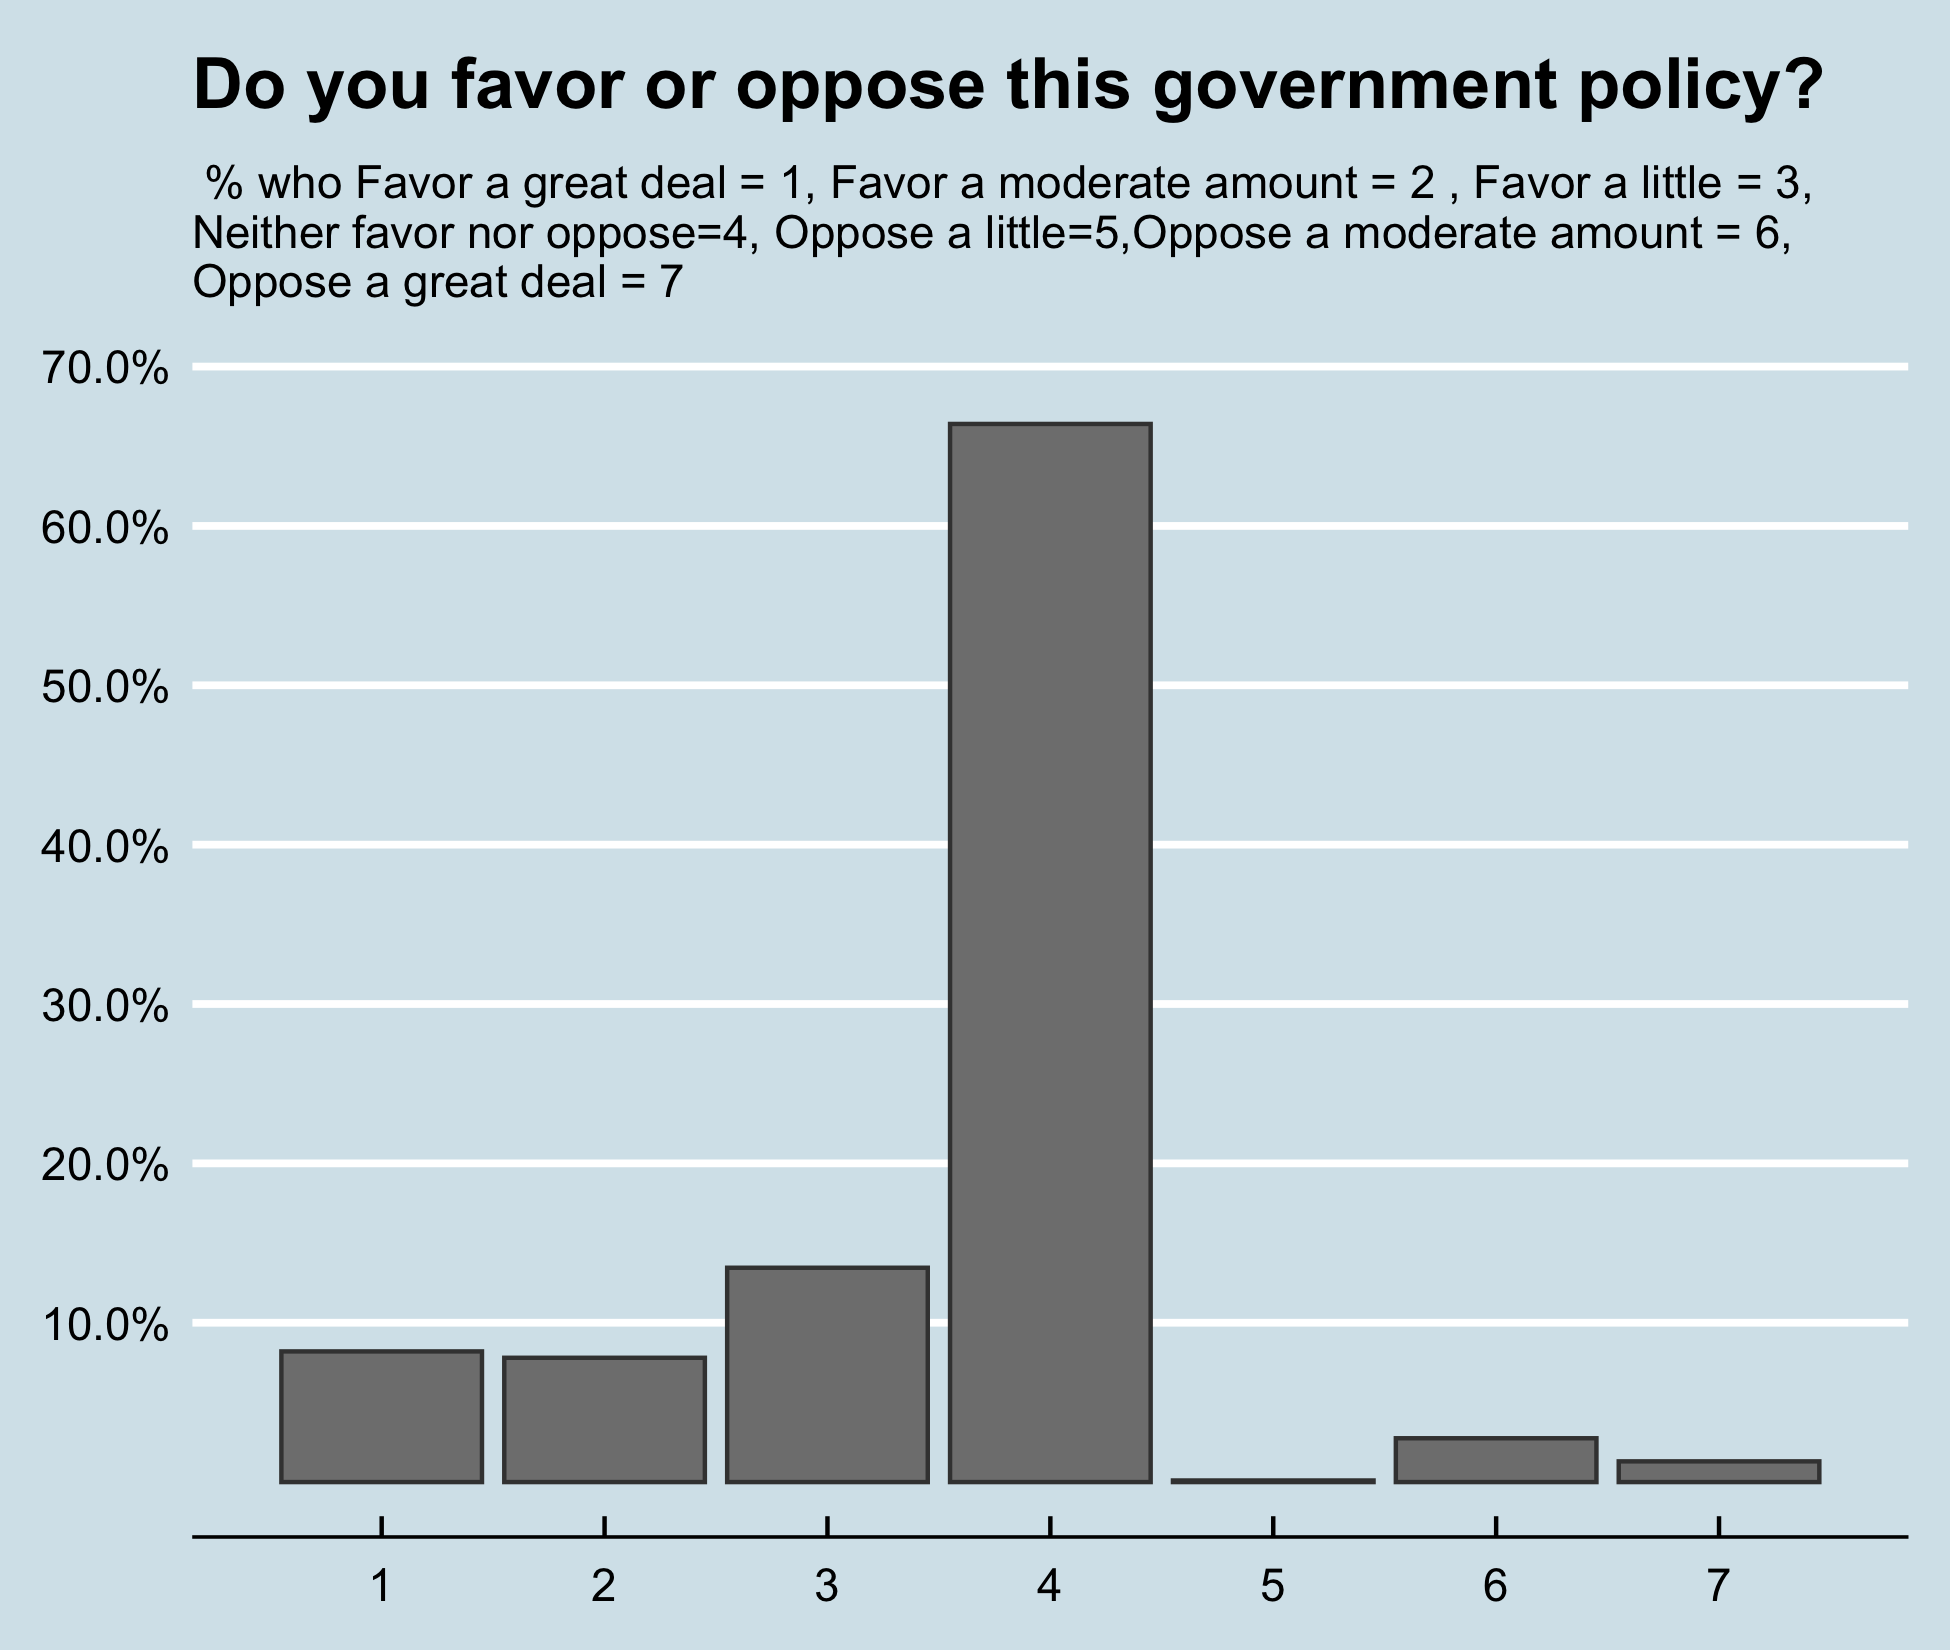 Do you favor or oppose this government policy?
% who Favor a great deal = 1, Favor a moderate amount = 2 , Favor a little = 3,
Neither favor nor oppose=4, Oppose a little=5,Oppose a moderate amount = 6,
Oppose a great deal = 7
70.0%
60.0%
50.0%
40.0%
30.0%
20.0%
10.0%
1 2 3 4 5 6 7